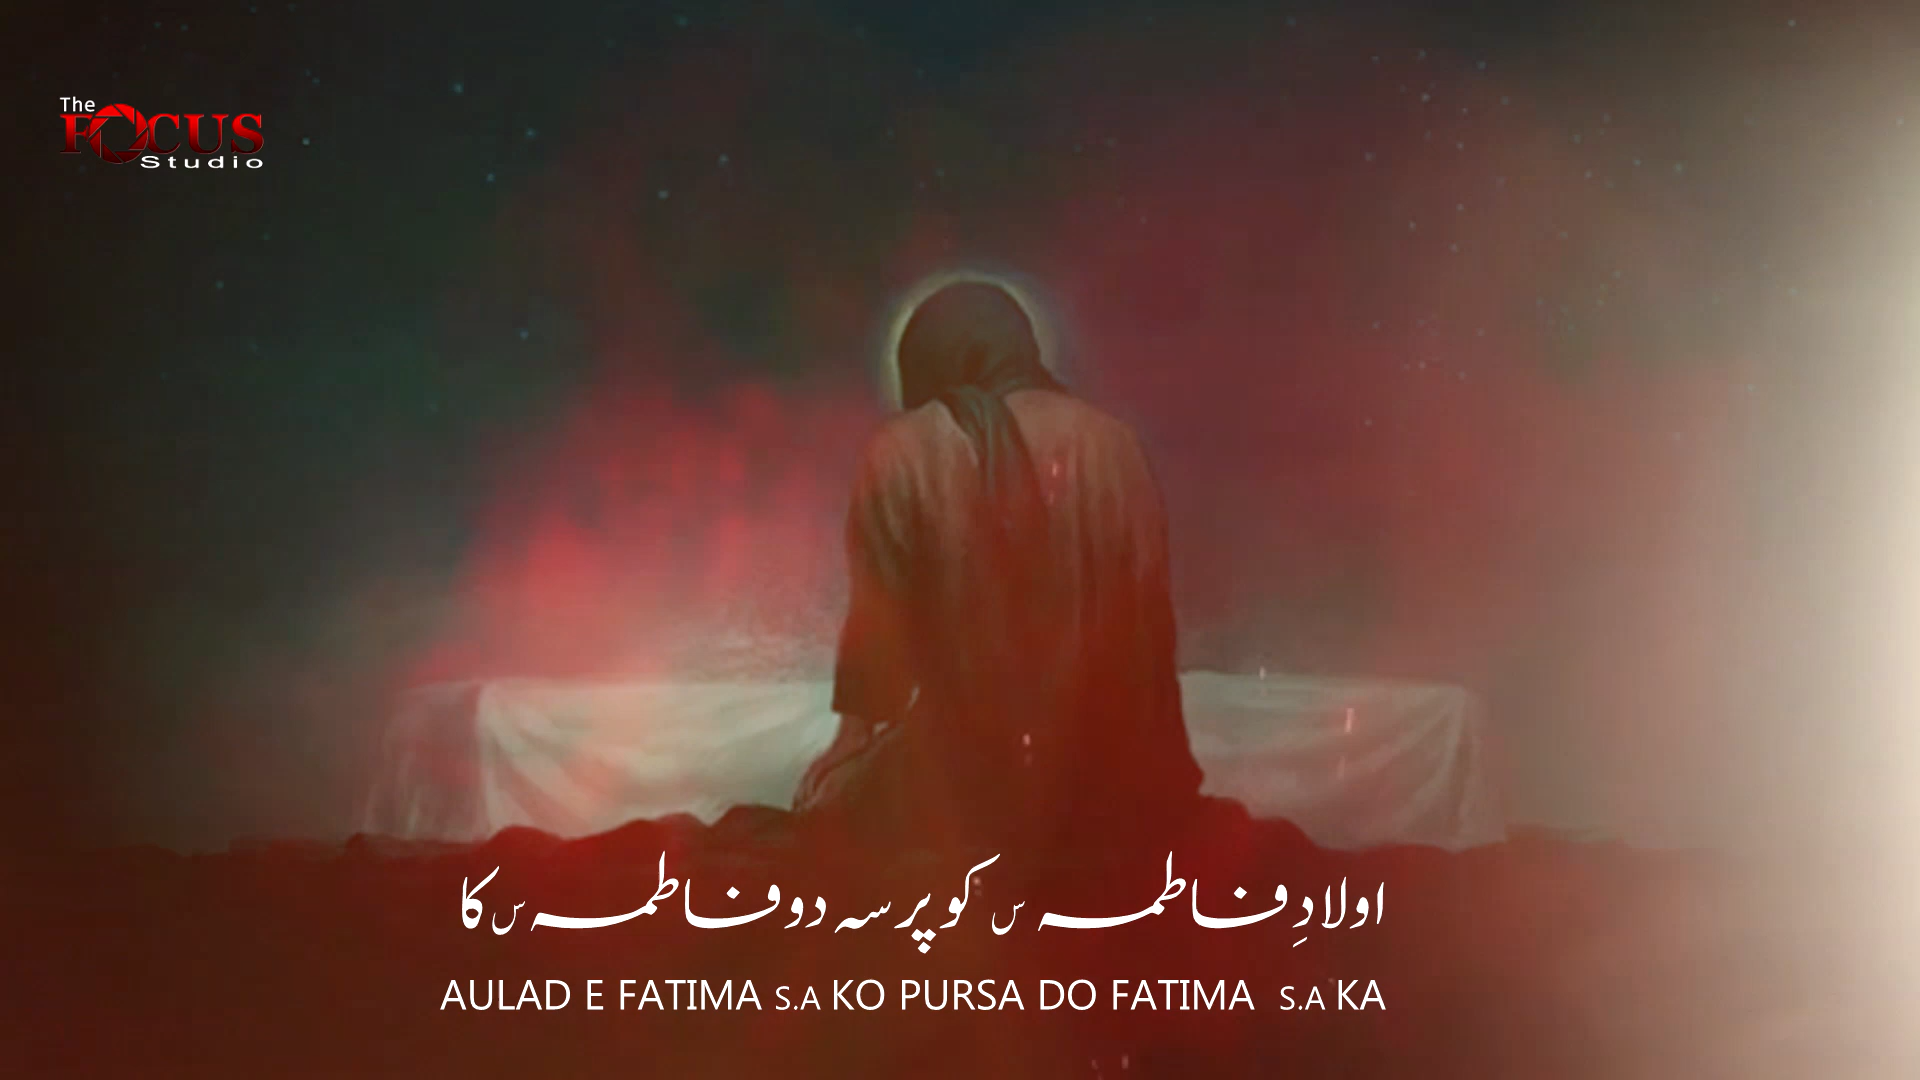 The
FOCUS
Studio
اولادِ فاطمہ س کو پرسہ دو فاطمہ س کا
AULAD E FATIMA S.A KO PURSA DO FATIMA S.A KA